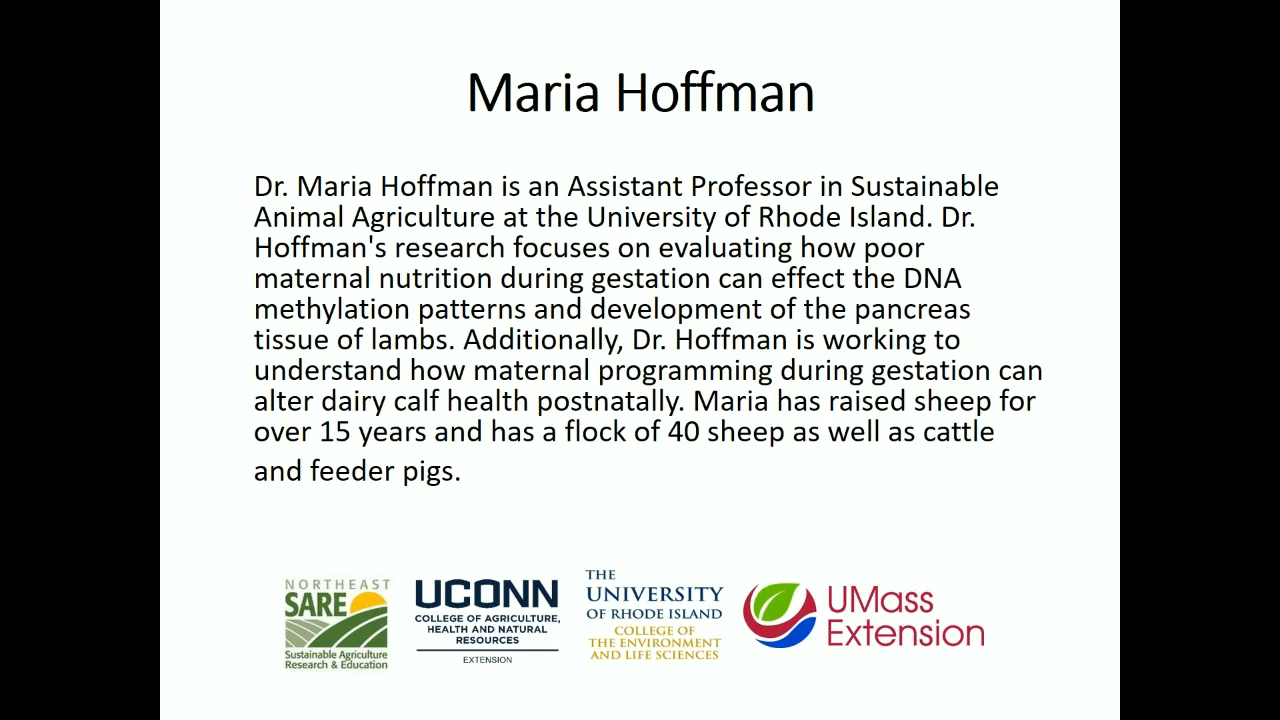 Maria Hoffman
Dr. Maria Hoffman is an Assistant Professor in Sustainable
Animal Agriculture at the University of Rhode Island. Dr.
Hoffman's research focuses on evaluating how poor
maternal nutrition during gestation can effect the DNA
methylation patterns and development of the pancreas
tissue of lambs. Additionally, Dr. Hoffman is working to
understand how maternal programming during gestation can
alter dairy calf health postnatally. Maria has raised sheep for
over 15 years and has a flock of 40 sheep as well as cattle
and feeder pigs.
NORTHEAST
SARE
Sustainable Agriculture
Research & Education
UCONN
COLLEGE OF AGRICULTURE,
HEALTH AND NATURAL
RESOURCES
EXTENSION
THE
UNIVERSITY
OF RHODE ISLAND
COLLEGE OF
THE ENVIRONMENT
AND LIFE SCIENCES
UMass
Extension